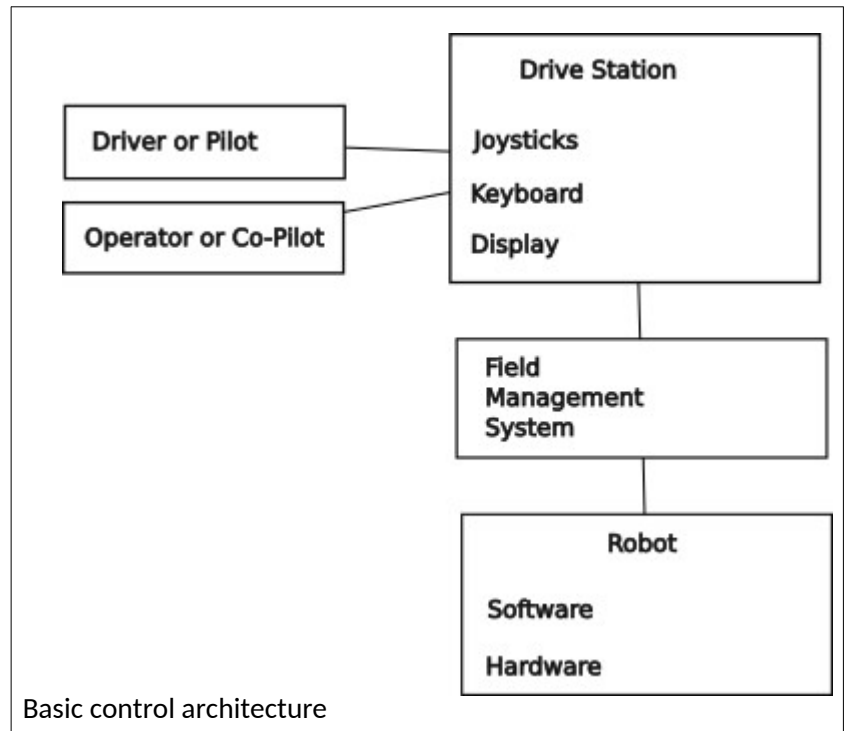 Drive Station
Driver or Pilot
Joysticks
Keyboard
Operator or Co-Pilot
Display
Field
Management
System
Robot
Software
Hardware
Basic control architecture